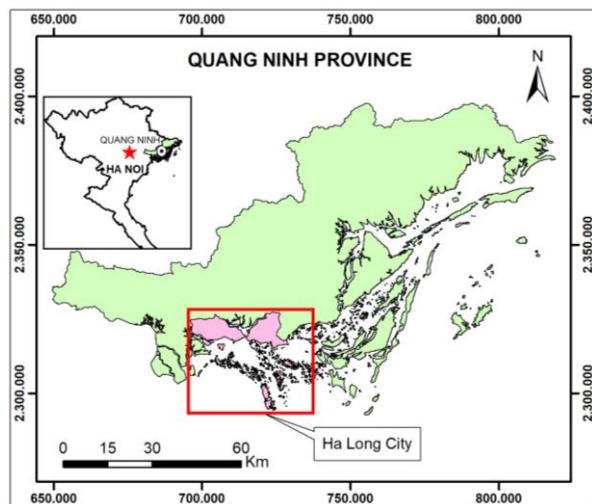 650.000 700.000 750.000 800.000
QUANG NINH PROVINCE
N
2.400.000 2.400.000
QUANG NINH
HA NOI
2.350.000 2.350.000
2.300.000 2.300.000
Ha Long City
0 15 30 60
Km
650.000 700.000 750.000 800.000